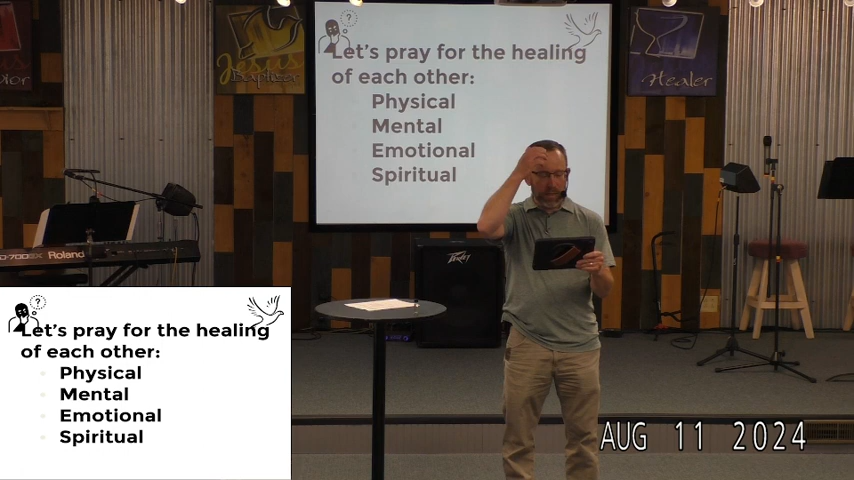 ?
Let's pray for the healing
of each other:
Physical
Mental
Emotional
Spiritual
Jesus
Baptizer
Healer
Roland
PEAVEY
?
Let's pray for the healing
of each other:
Physical
Mental
Emotional
Spiritual
AUG 11 2024